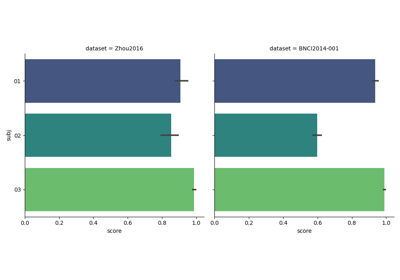 dataset = Zhou2016
dataset = BNCI2014-001
01
02
03
subj
0.0 0.2 0.4 0.6 0.8 1.0
0.0 0.2 0.4 0.6 0.8 1.0
score
score